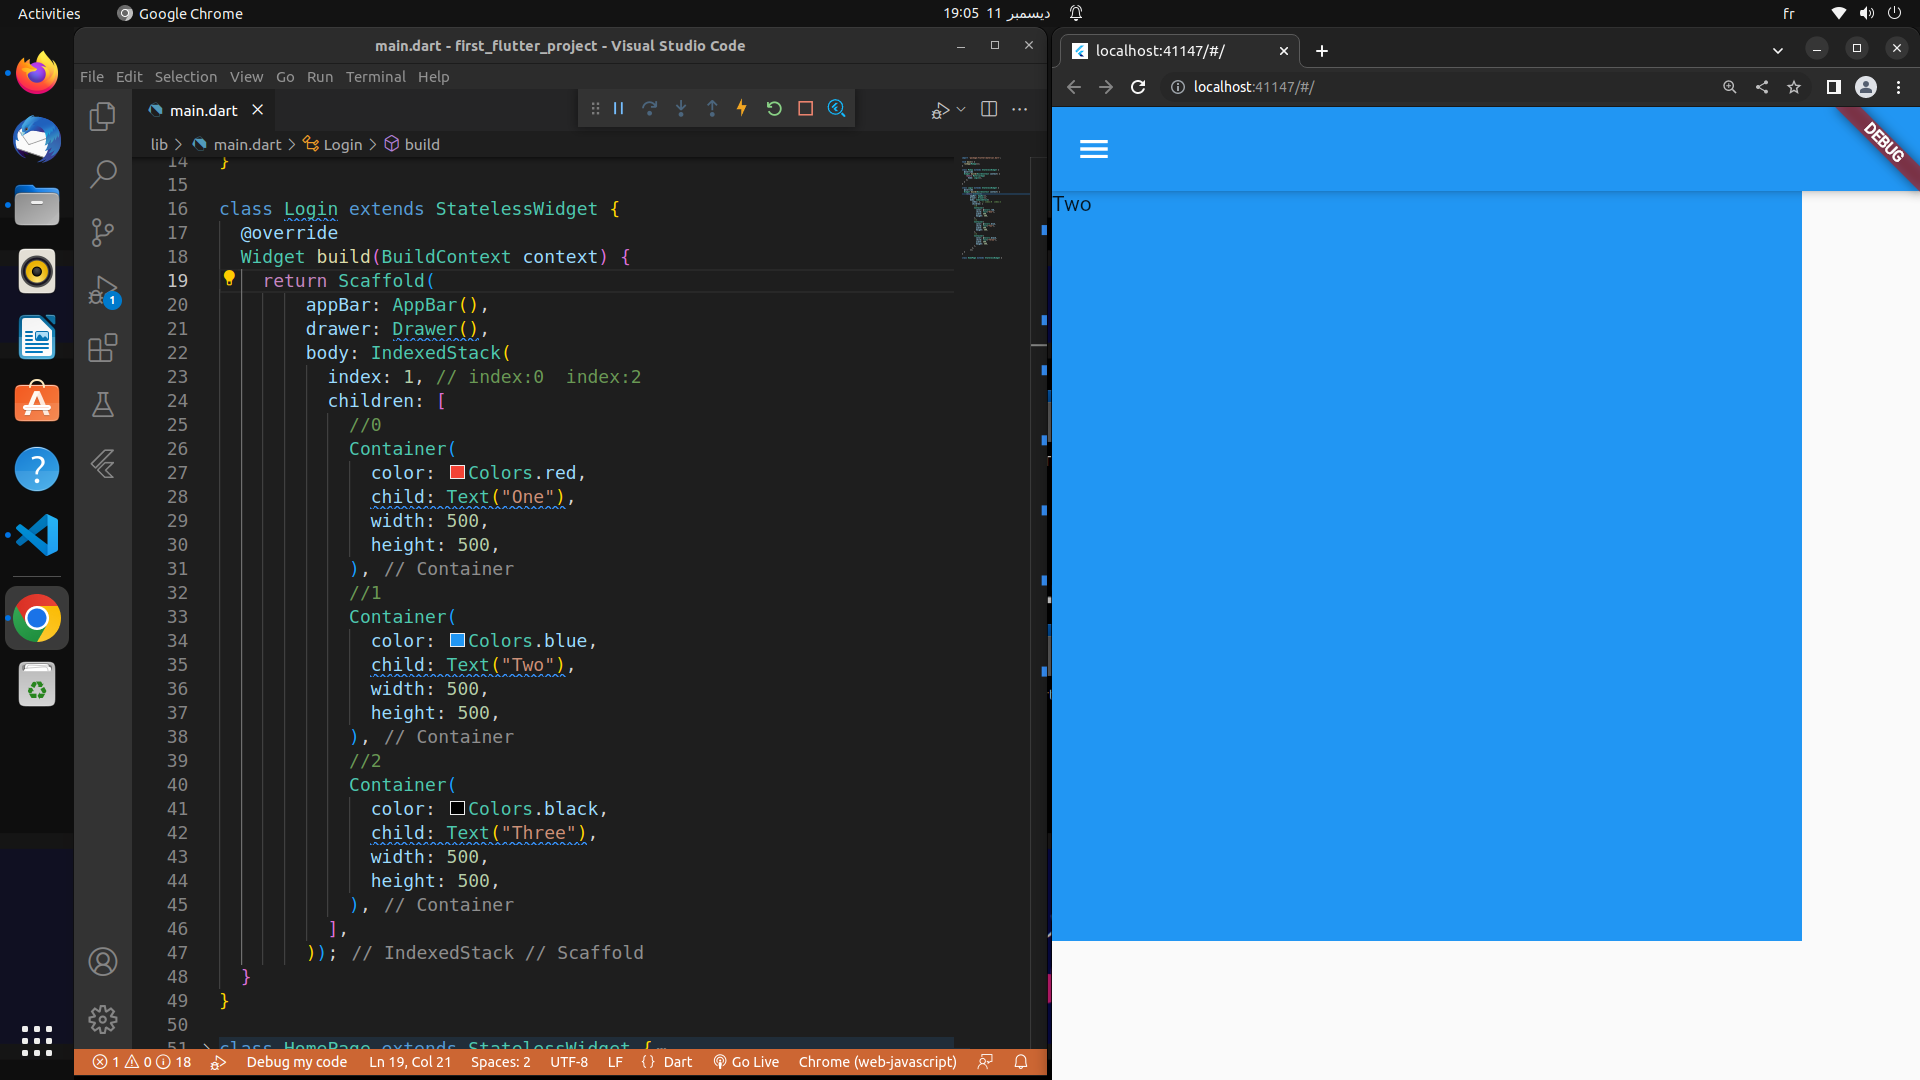 Activities
Google Chrome
19:05 11 ديسمبر
fr
main.dart - first_flutter_project - Visual Studio Code
File Edit Selection View Go Run Terminal Help
main.dart
lib > main.dart > Login > build
14 }
15
16 class Login extends StatelessWidget {
17 @override
18 Widget build(BuildContext context) {
19 return Scaffold(
20 appBar: AppBar(),
21 drawer: Drawer(),
22 body: IndexedStack(
23 index: 1, // index:0  index:2
24 children: [
25 //0
26 Container(
27 color: Colors.red,
28 child: Text("One"),
29 width: 500,
30 height: 500,
31 ), // Container
32 //1
33 Container(
34 color: Colors.blue,
35 child: Text("Two"),
36 width: 500,
37 height: 500,
38 ), // Container
39 //2
40 Container(
41 color: Colors.black,
42 child: Text("Three"),
43 width: 500,
44 height: 500,
45 ), // Container
46 ],
47 )); // IndexedStack // Scaffold
48 }
49 }
50
51 class HomePage extends StatelessWidget {…
1
1 0 18 Debug my code Ln 19, Col 21 Spaces: 2 UTF-8 LF {} Dart Go Live Chrome (web-javascript)
localhost:41147/#/
localhost:41147/#/
DEBUG
Two